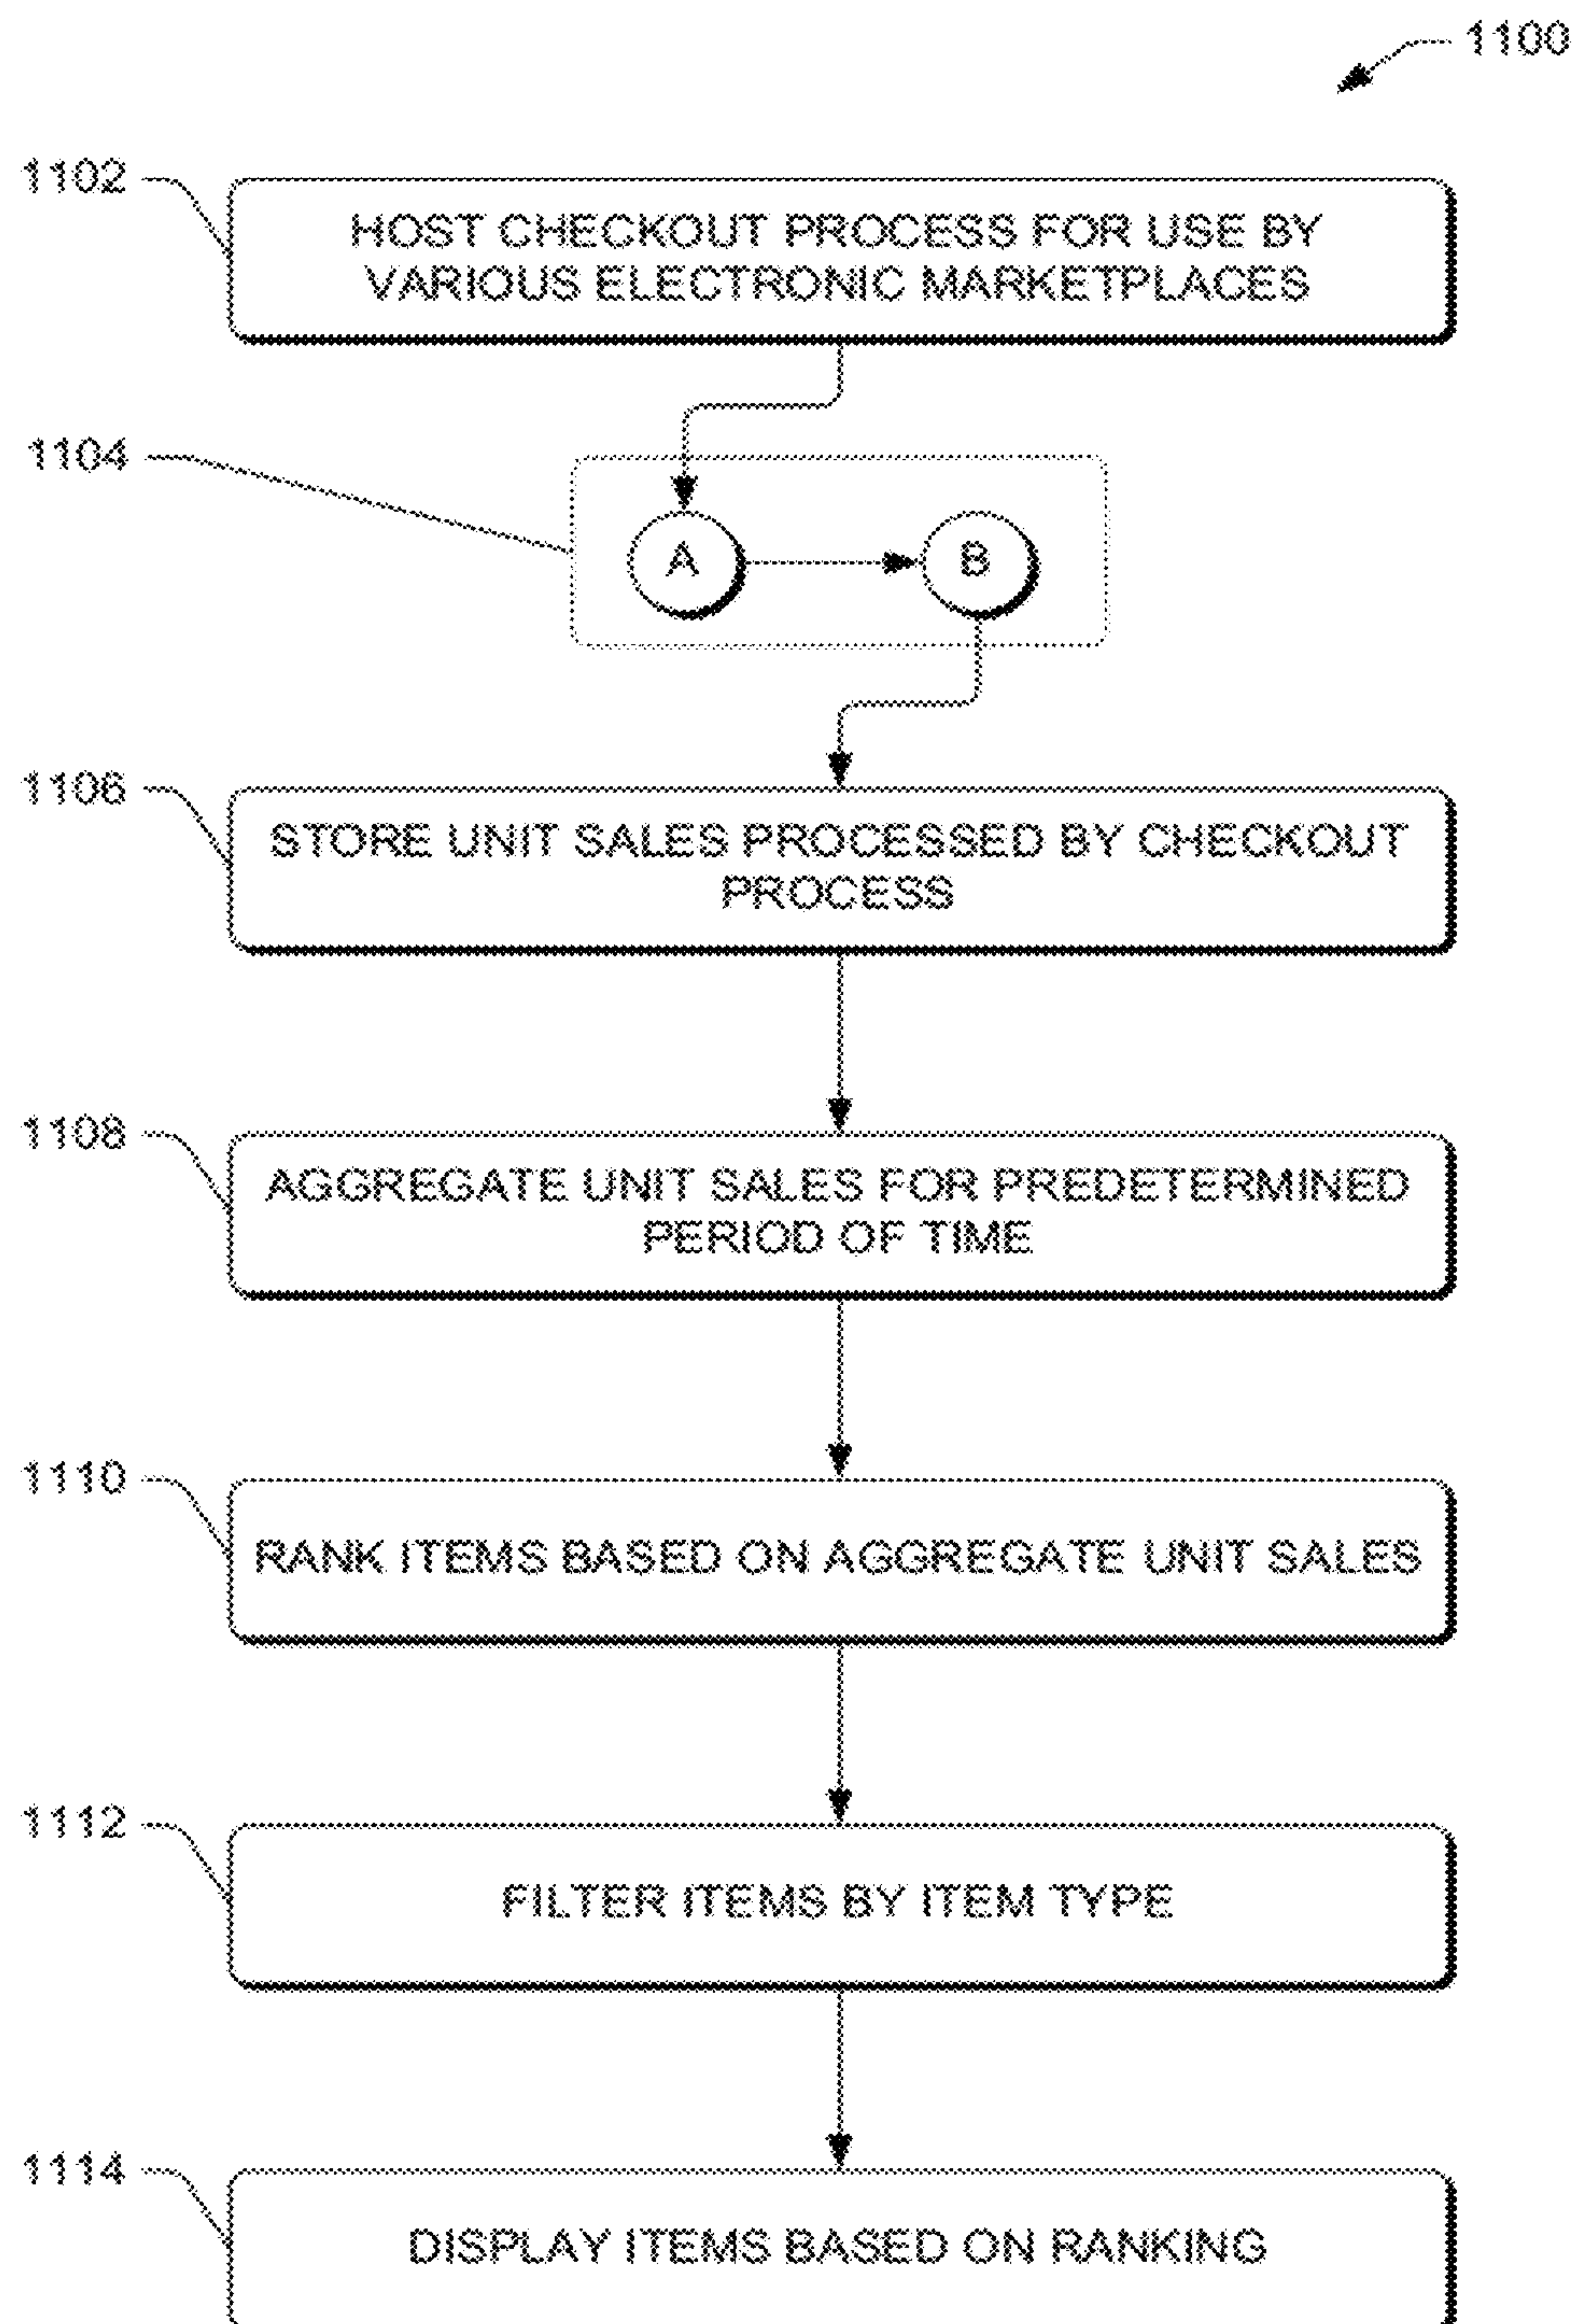 1100
1102
HOST CHECKOUT PROCESS FOR USE BY
VARIOUS ELECTRONIC MARKETPLACES
1104
A
B
1106
STORE UNIT SALES PROCESSED BY CHECKOUT
PROCESS
1108
AGGREGATE UNIT SALES FOR PREDETERMINED
PERIOD OF TIME
1110
RANK ITEMS BASED ON AGGREGATE UNIT SALES
1112
FILTER ITEMS BY ITEM TYPE
1114
DISPLAY ITEMS BASED ON RANKING